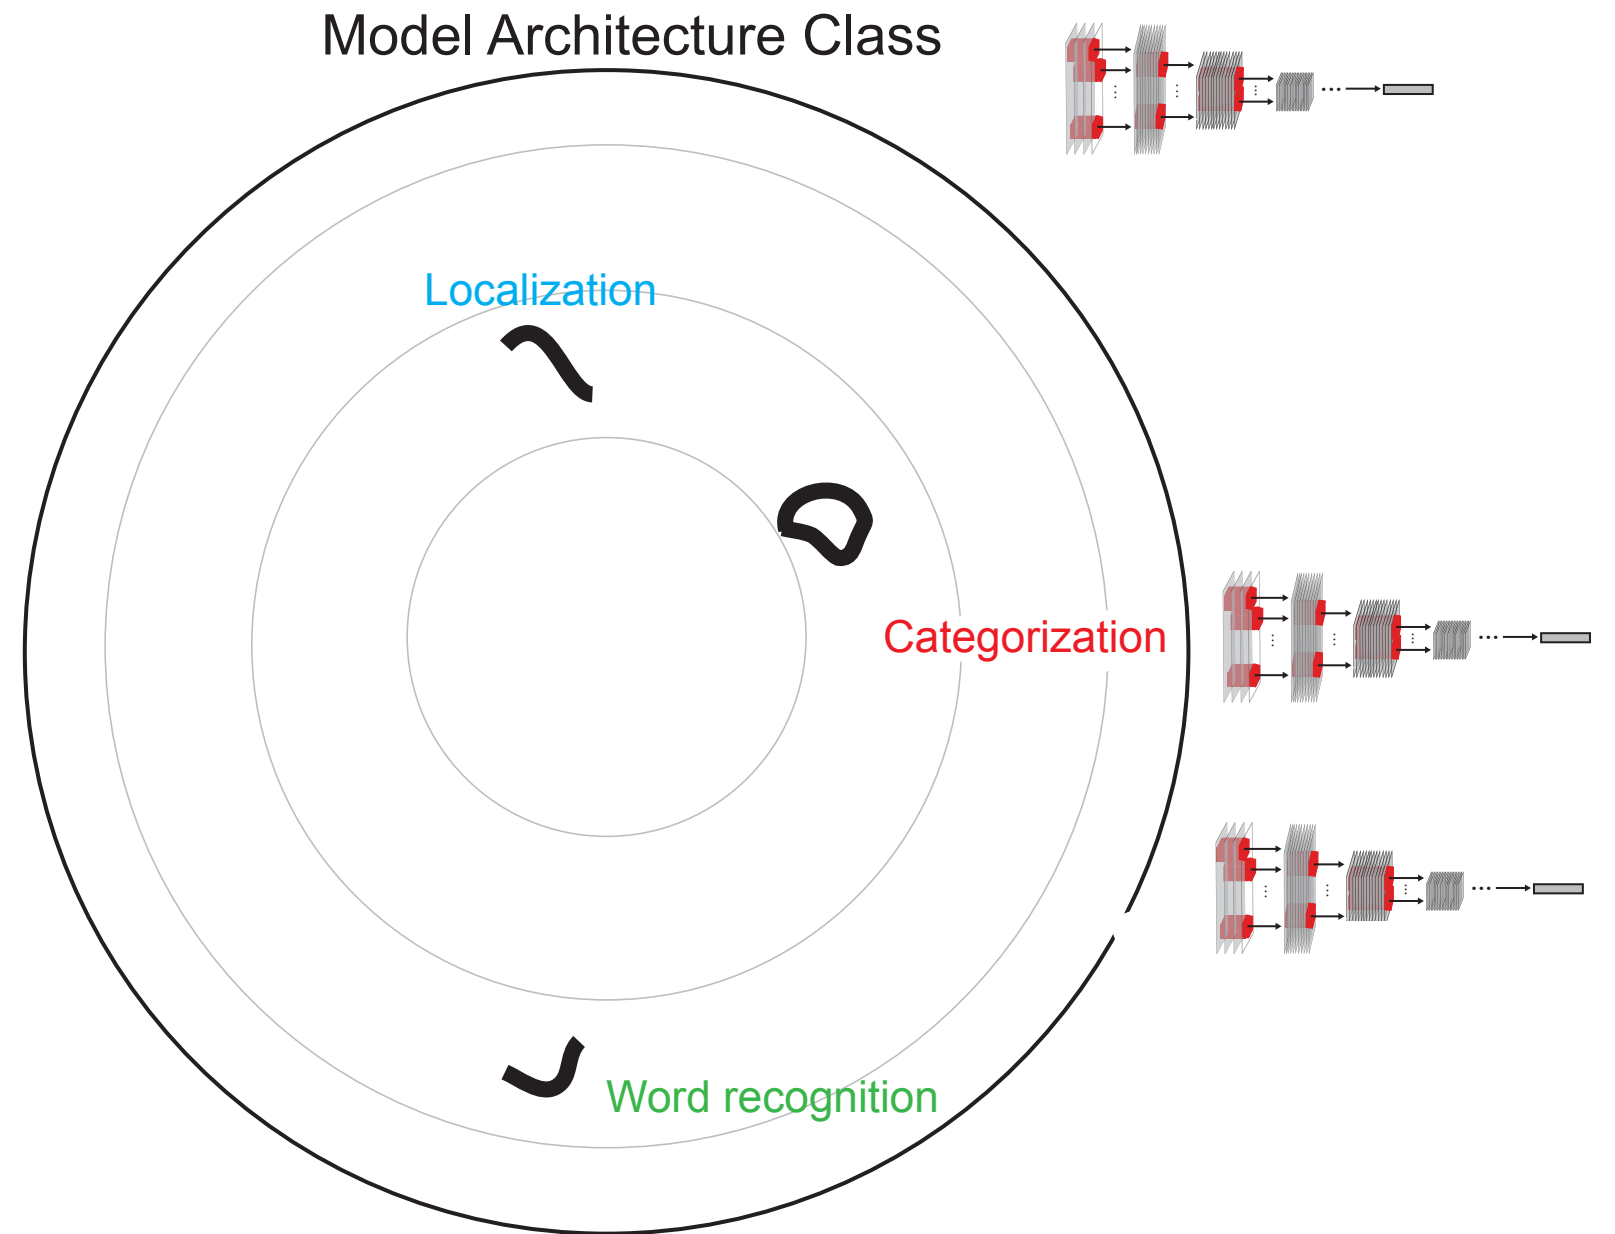 Model Architecture Class
Localization
Categorization
Word recognition